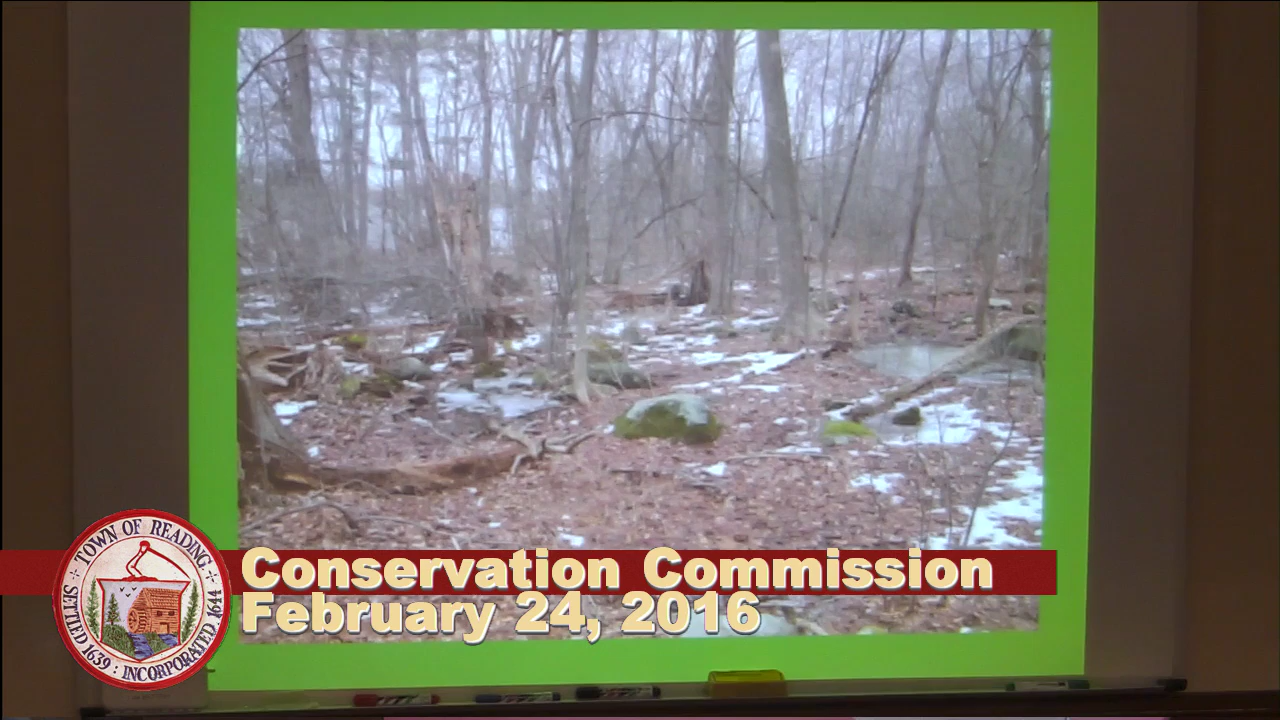 TOWN OF READING
SETTLED 1639 : INCORPORATED 1644
Conservation Commission
February 24, 2016